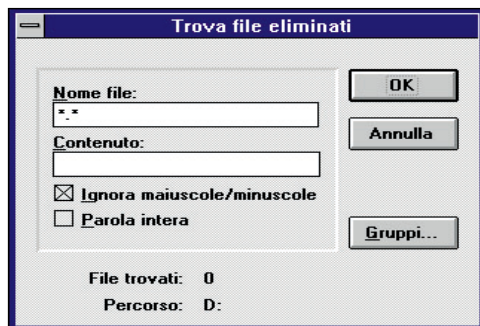 Trova file eliminati
Nome file:
*.*
Contenuto:
Ignora maiuscole/minuscole
Parola intera
OK
Annulla
Gruppi...
File trovati: 0
Percorso: D: